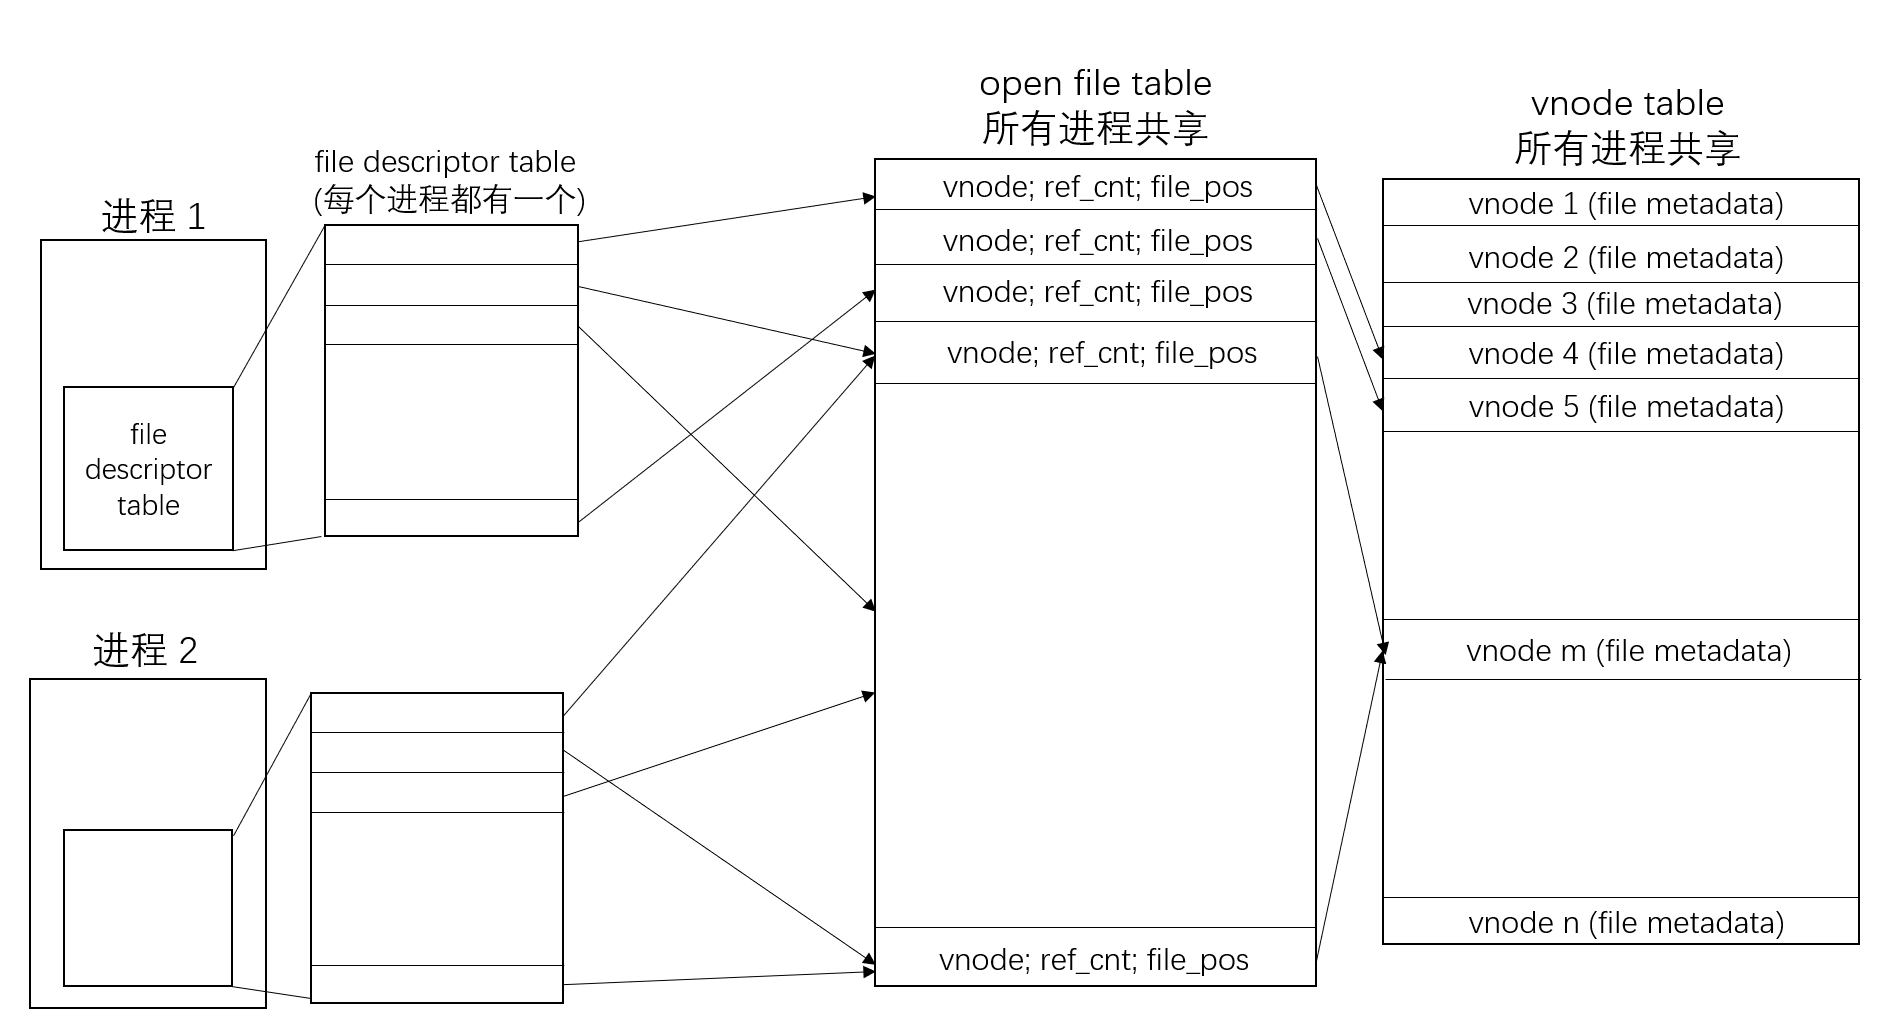 进程 1
file
descriptor
table
file descriptor table
(每个进程都有一个)
进程 2
open file table
所有进程共享
vnode; ref_cnt; file_pos
vnode; ref_cnt; file_pos
vnode; ref_cnt; file_pos
vnode; ref_cnt; file_pos
vnode; ref_cnt; file_pos
vnode table
所有进程共享
vnode 1 (file metadata)
vnode 2 (file metadata)
vnode 3 (file metadata)
vnode 4 (file metadata)
vnode 5 (file metadata)
vnode m (file metadata)
vnode n (file metadata)